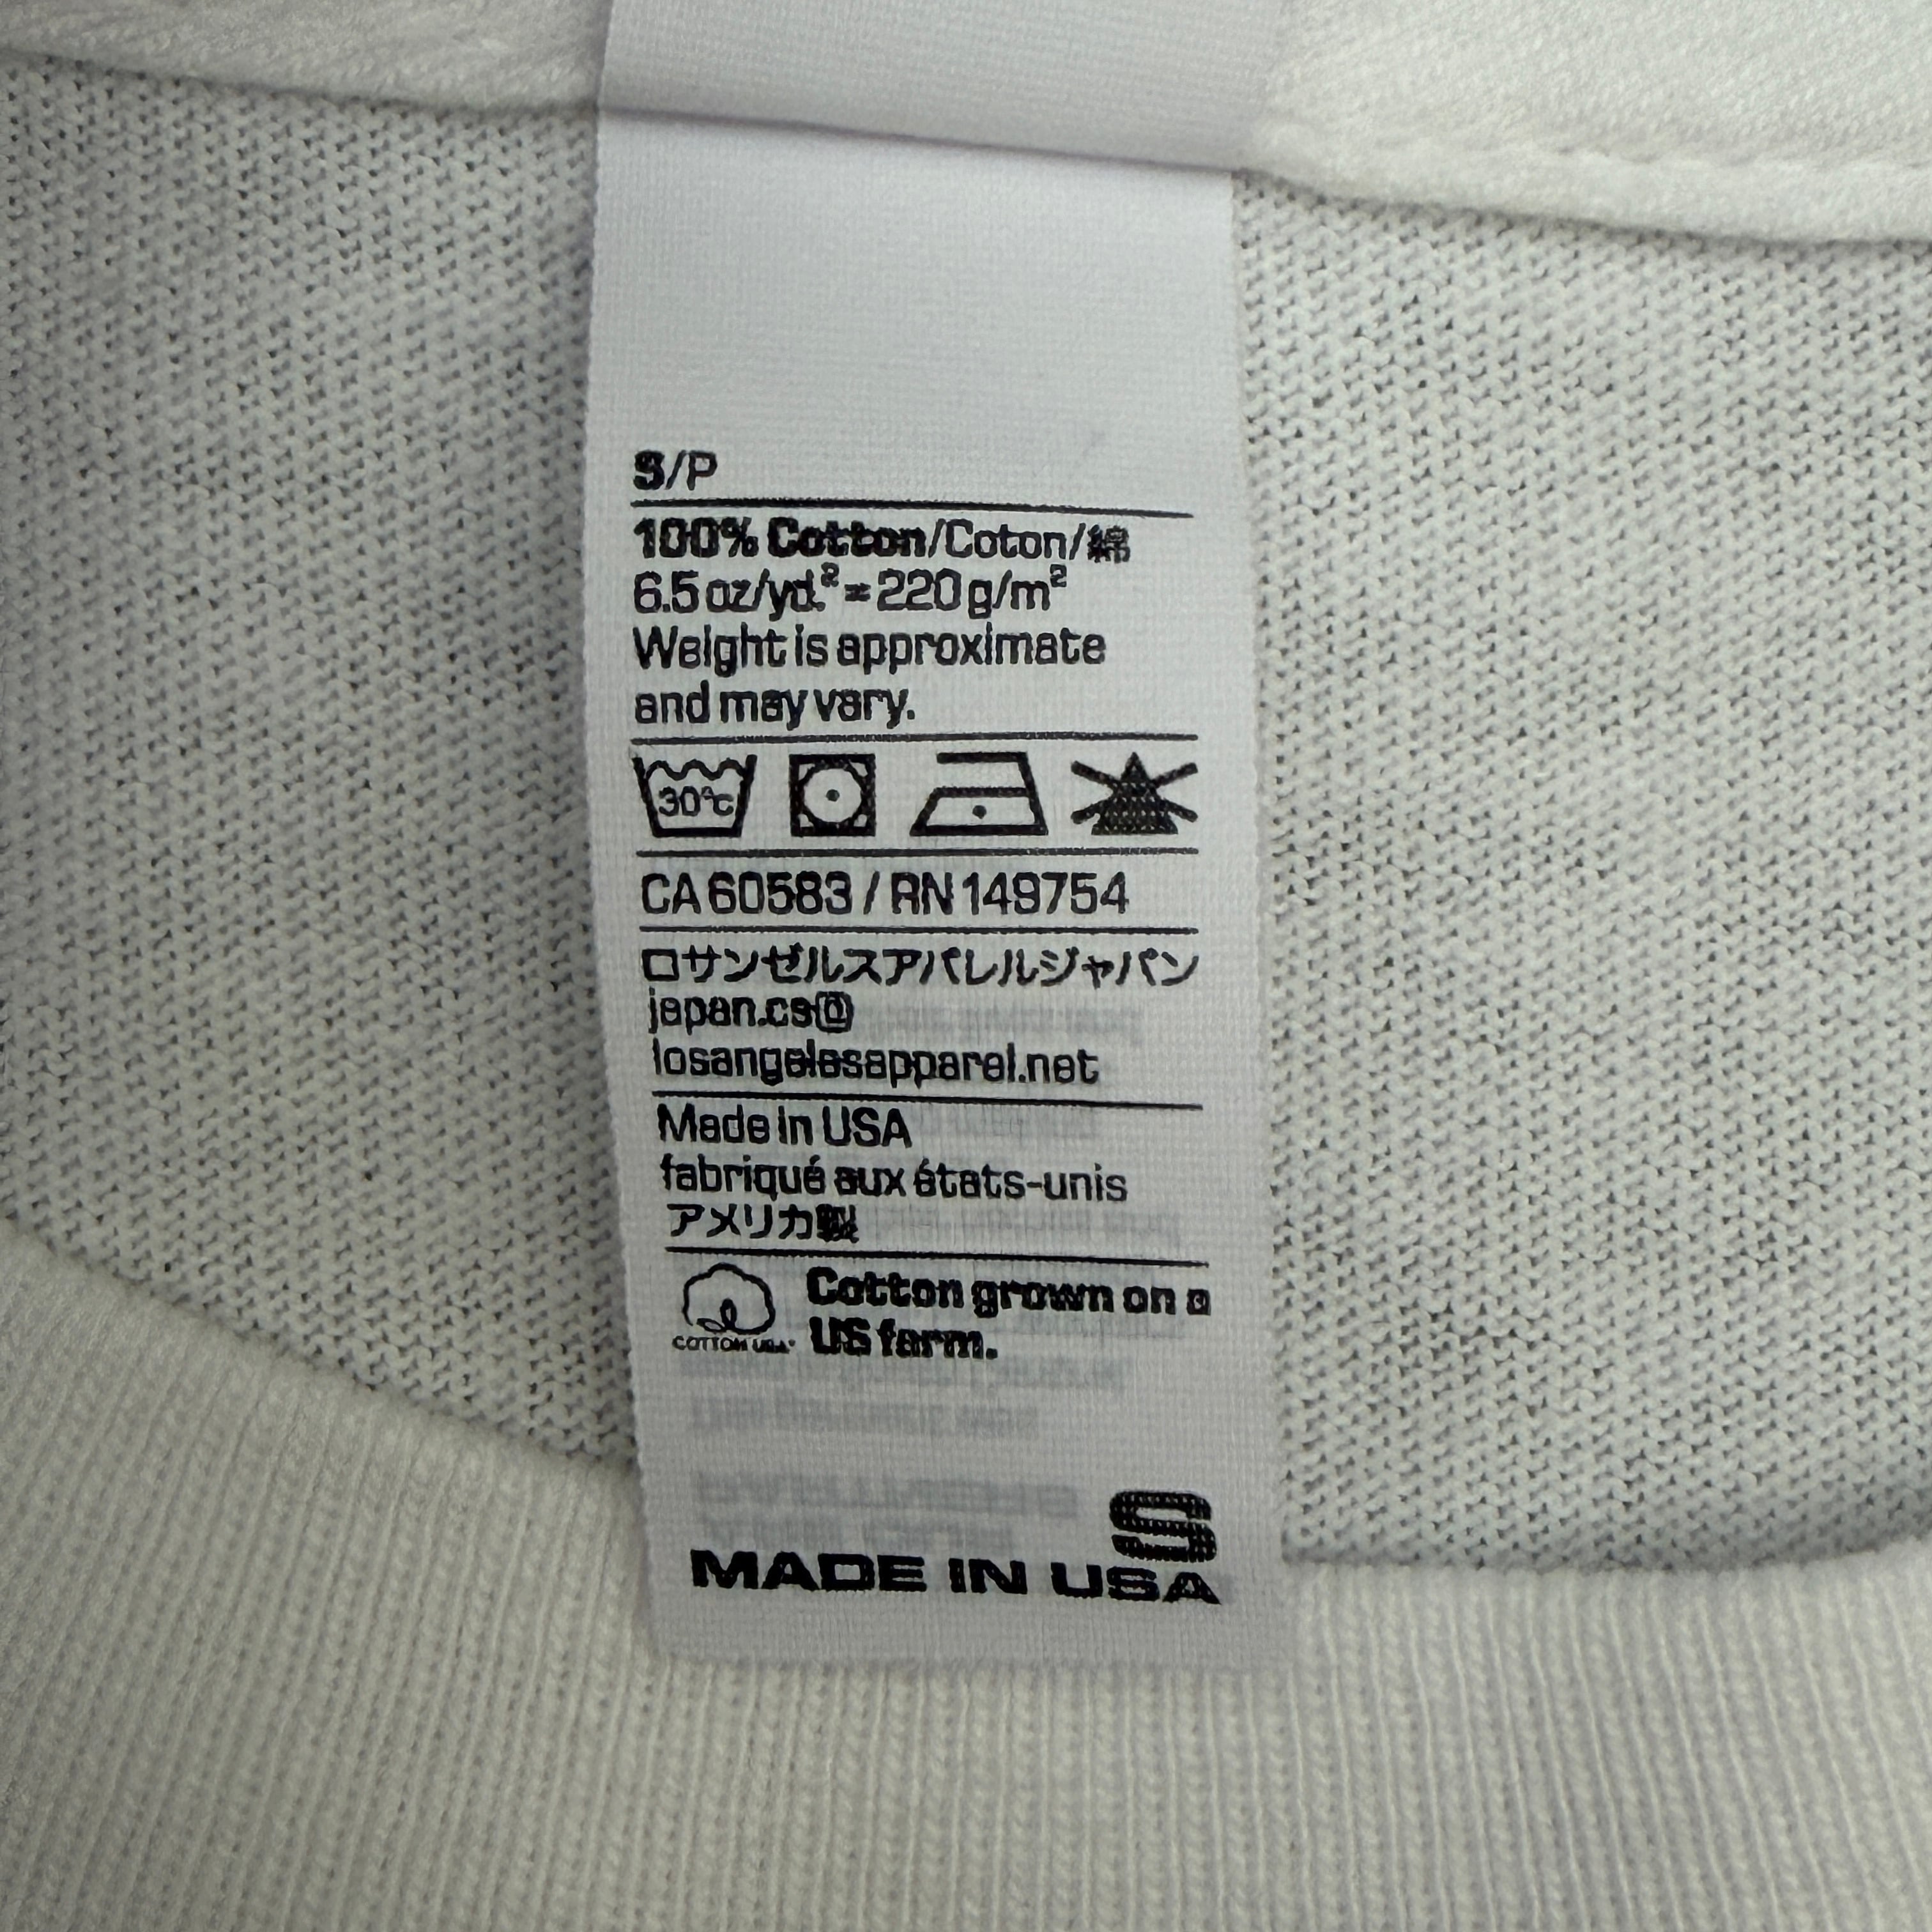 S/P
100% Cotton/Coton/綿
6.5 oz/yd.² = 220 g/m²
Weight is approximate
and may vary.
30°c
CA 60583 / RN 149754
ロサンゼルスアパレルジャパン
japan.cs@
losangelesapparel.net
Made in USA
fabriqué aux états-unis
アメリカ製
Cotton grown on a
US farm.
COTTON USA
S
MADE IN USA